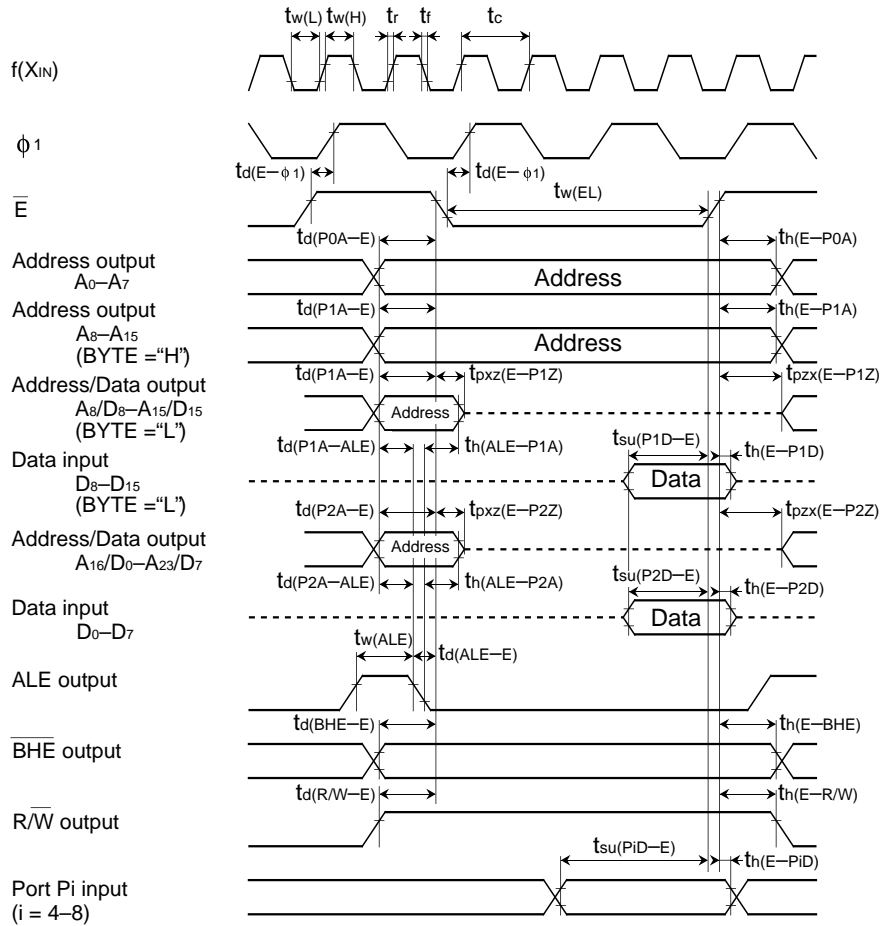 tw(L) tw(H) tr tf tc
f(XIN)
ϕ1
td(E–ϕ1) td(E–ϕ1)
tw(EL)
E̅
td(P0A–E) th(E–P0A)
Address output
A0–A7
Address
td(P1A–E) th(E–P1A)
Address output
A8–A15
(BYTE =“H”)
Address
td(P1A–E) tpxz(E–P1Z) tpzx(E–P1Z)
Address/Data output
A8/D8–A15/D15
(BYTE =“L”)
Address
td(P1A–ALE) th(ALE–P1A) tsu(P1D–E) th(E–P1D)
Data input
D8–D15
(BYTE =“L”)
Data
td(P2A–E) tpxz(E–P2Z) tpzx(E–P2Z)
Address/Data output
A16/D0–A23/D7
Address
td(P2A–ALE) th(ALE–P2A) tsu(P2D–E) th(E–P2D)
Data input
D0–D7
Data
tw(ALE) td(ALE–E)
ALE output
td(BHE–E) th(E–BHE)
B̅H̅E̅ output
td(R/W–E) th(E–R/W)
R/W̅ output
tsu(PiD–E) th(E–PiD)
Port Pi input
(i = 4–8)